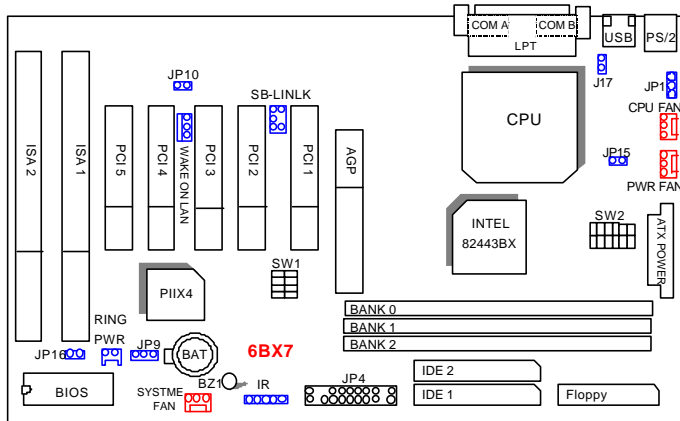 COM A
COM B
LPT
USB
PS/2
JP10
SB-LINLK
J17
JP1
CPU FAN
ISA 2
ISA 1
PCI 5
PCI 4
WAKE ON LAN
PCI 3
PCI 2
PCI 1
AGP
CPU
JP15
PWR FAN
INTEL
82443BX
SW2
ATX POWER
SW1
PIIX4
RING
PWR
BANK 0
BANK 1
BANK 2
JP16
JP9
BAT
6BX7
BIOS
SYSTME
FAN
BZ1
IR
JP4
IDE 2
IDE 1
Floppy